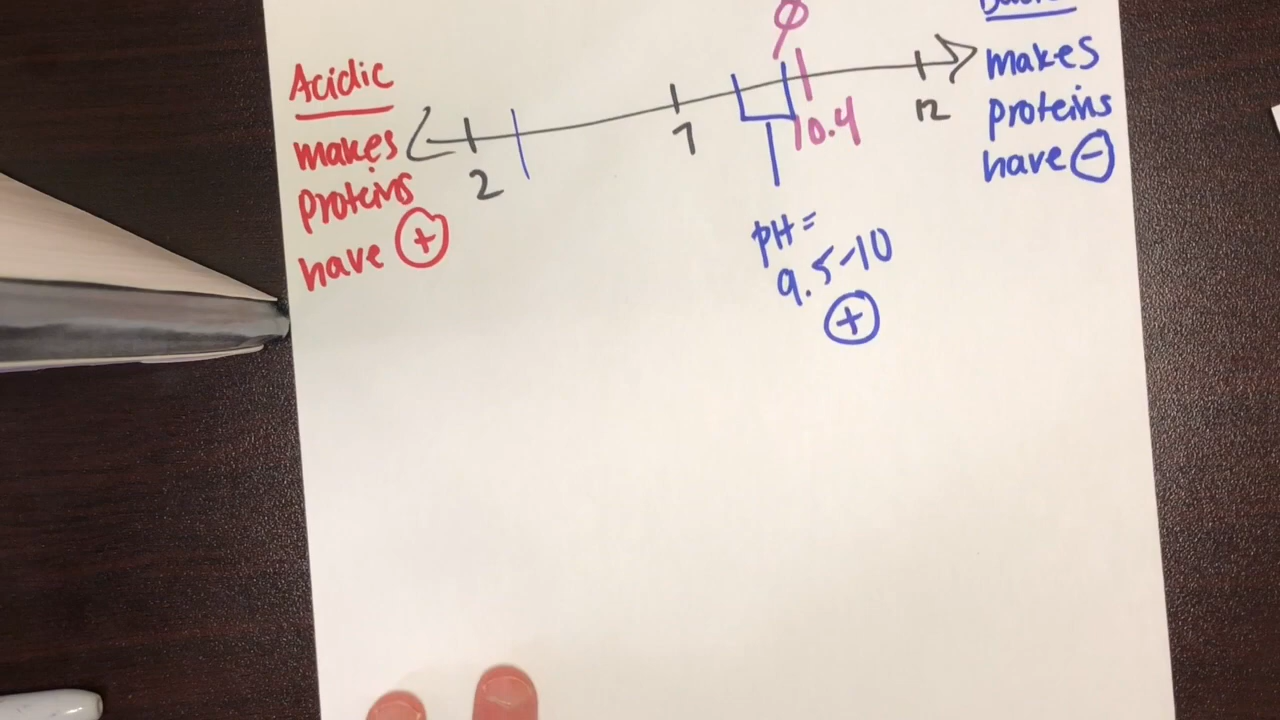 Acidic
makes
proteins
have +
2
7
Ø
10.4
12
pH =
9.5-10
+
makes
proteins
have -